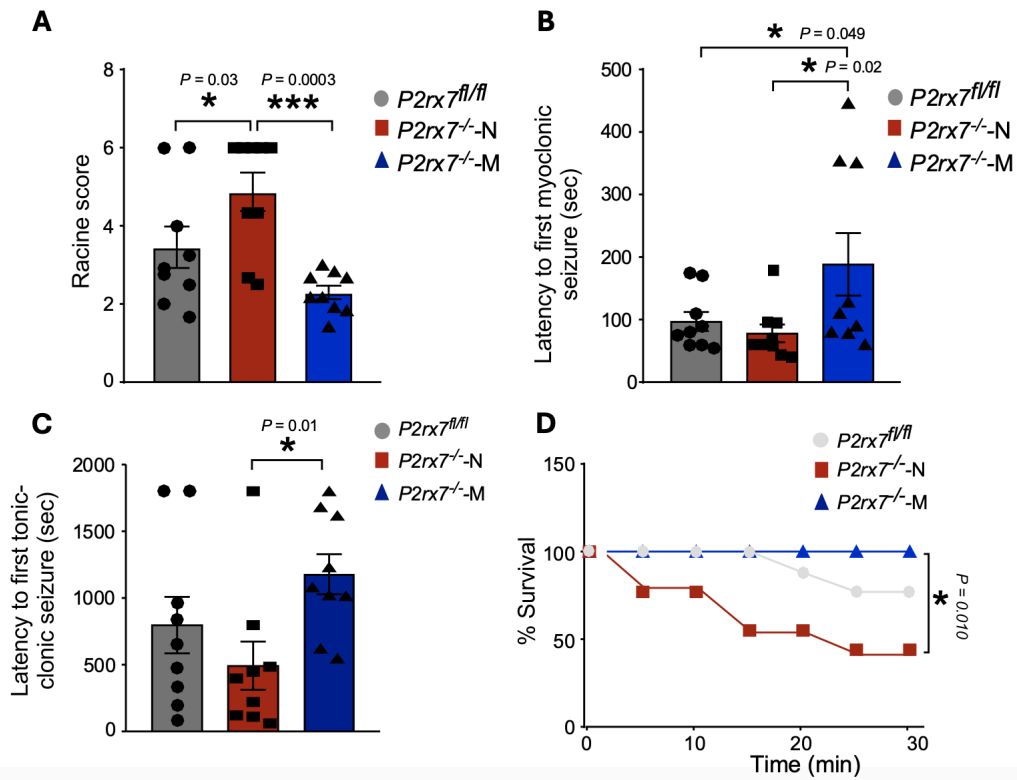 A
P = 0.03
P = 0.0003
*
***
8
6
4
2
0
Racine score
P2rx7fl/fl
P2rx7-/--N
P2rx7-/--M
B
* P = 0.049
* P = 0.02
500
400
300
200
100
0
Latency to first myoclonic
seizure (sec)
P2rx7fl/fl
P2rx7-/--N
P2rx7-/--M
C
P = 0.01
*
2000
1500
1000
500
0
Latency to first tonic-
clonic seizure (sec)
P2rx7fl/fl
P2rx7-/--N
P2rx7-/--M
D
P2rx7fl/fl
P2rx7-/--N
P2rx7-/--M
150
100
50
0
% Survival
* P = 0.0010
0
10
20
30
Time (min)